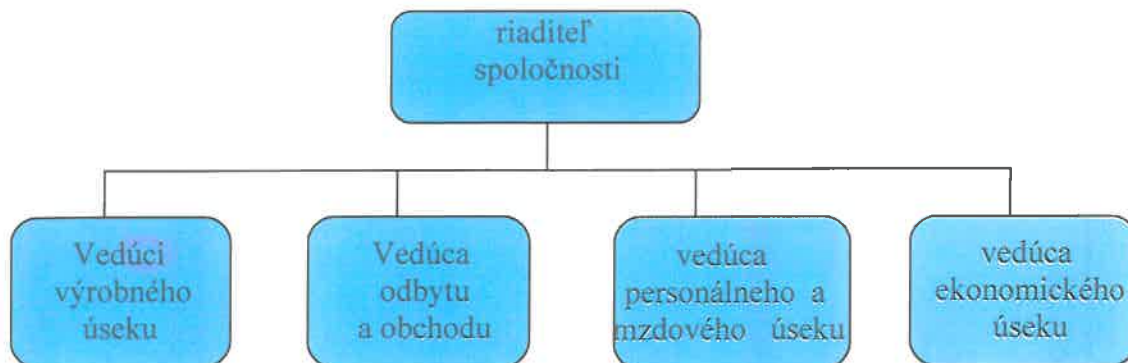 riaditeľ
spoločnosti
Vedúci
výrobného
úseku
Vedúca
odbytu
a obchodu
vedúca
personálneho a
mzdového úseku
vedúca
ekonomického
úseku